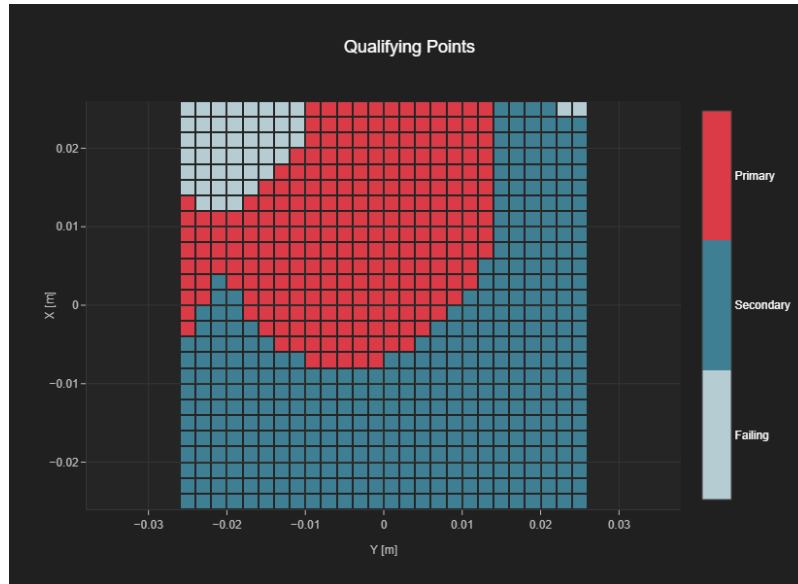 Qualifying Points
X [m]
0.02
0.01
0
−0.01
−0.02
−0.03
−0.02
−0.01
0
0.01
0.02
0.03
Y [m]
Primary
Secondary
Failing